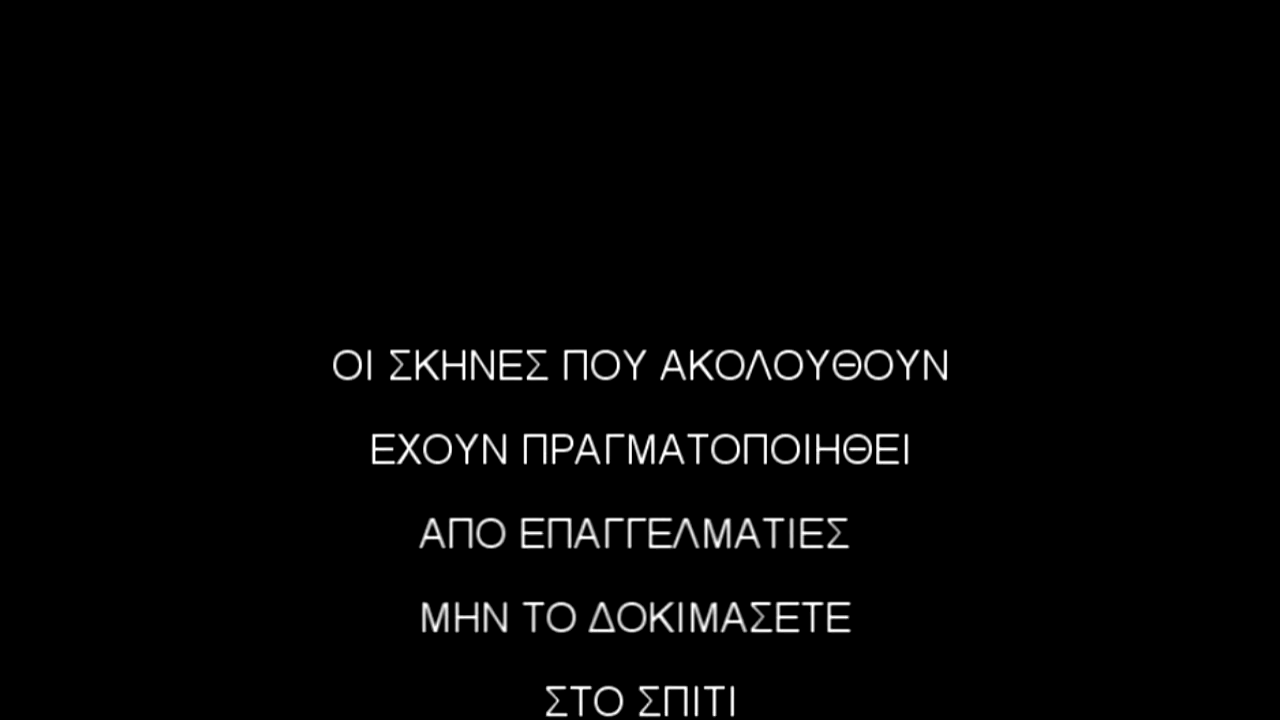 ΟΙ ΣΚΗΝΕΣ ΠΟΥ ΑΚΟΛΟΥΘΟΥΝ
ΕΧΟΥΝ ΠΡΑΓΜΑΤΟΠΟΙΗΘΕΙ
ΑΠΟ ΕΠΑΓΓΕΛΜΑΤΙΕΣ
ΜΗΝ ΤΟ ΔΟΚΙΜΑΣΕΤΕ
ΣΤΟ ΣΠΙΤΙ